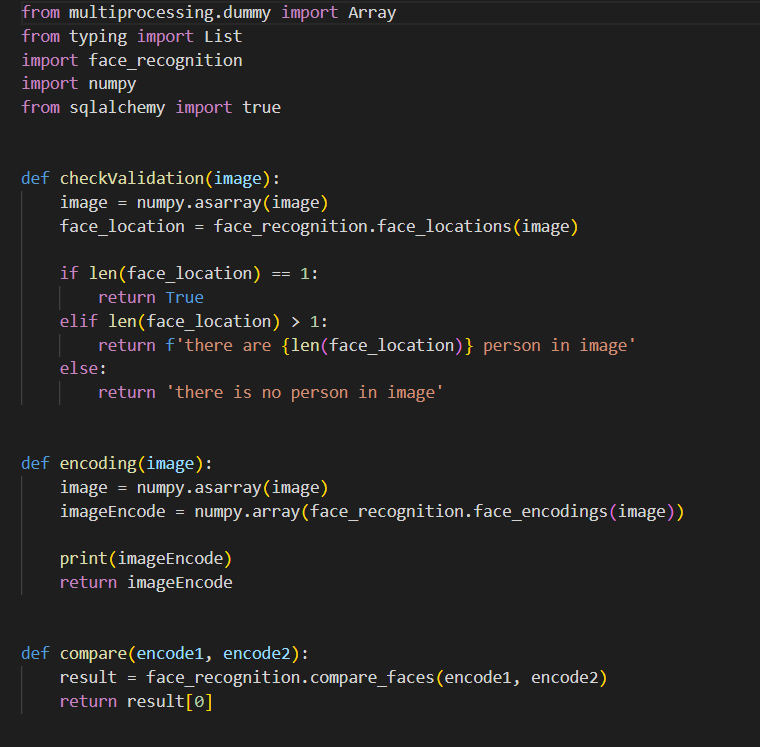 from multiprocessing.dummy import Array
from typing import List
import face_recognition
import numpy
from sqlalchemy import true
def checkValidation(image):
    image = numpy.asarray(image)
    face_location = face_recognition.face_locations(image)
    if len(face_location) == 1:
        return True
    elif len(face_location) > 1:
        return f'there are {len(face_location)} person in image'
    else:
        return 'there is no person in image'
def encoding(image):
    image = numpy.asarray(image)
    imageEncode = numpy.array(face_recognition.face_encodings(image))
    print(imageEncode)
    return imageEncode
def compare(encode1, encode2):
    result = face_recognition.compare_faces(encode1, encode2)
    return result[0]